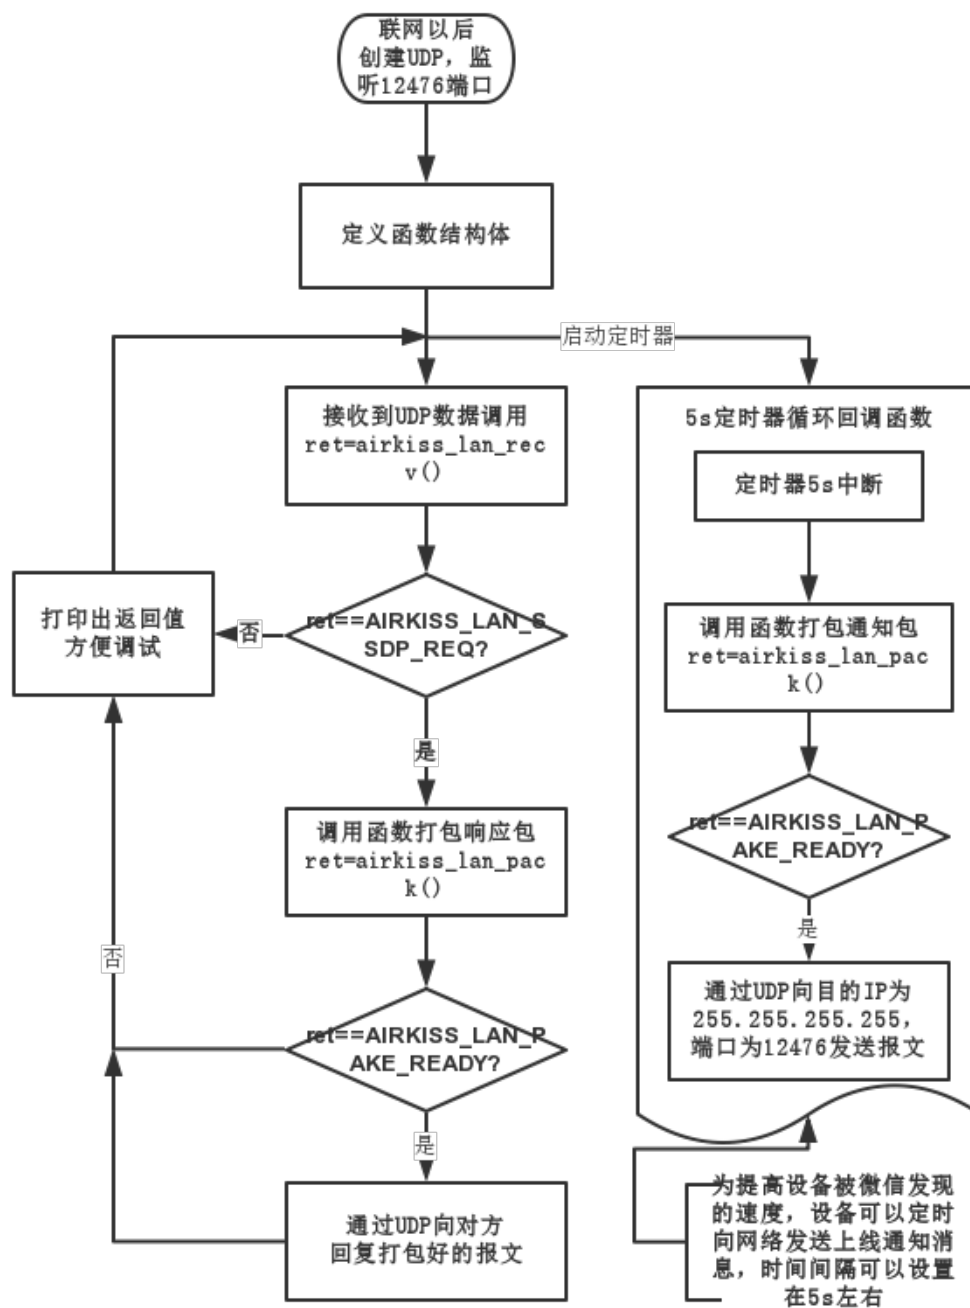 联网以后
创建UDP，监
听12476端口
定义函数结构体
启动定时器
接收到UDP数据调用
ret=airkiss_lan_rec
v()
5s定时器循环回调函数
定时器5s中断
打印出返回值
方便调试
否
ret==AIRKISS_LAN_S
SDP_REQ?
调用函数打包通知包
ret=airkiss_lan_pac
k()
是
调用函数打包响应包
ret=airkiss_lan_pac
k()
ret==AIRKISS_LAN_P
AKE_READY?
是
否
通过UDP向目的IP为
255.255.255.255，
端口为12476发送报文
ret==AIRKISS_LAN_P
AKE_READY?
是
通过UDP向对方
回复打包好的报文
为提高设备被微信发现
的速度，设备可以定时
向网络发送上线通知消
息，时间间隔可以设置
在5s左右